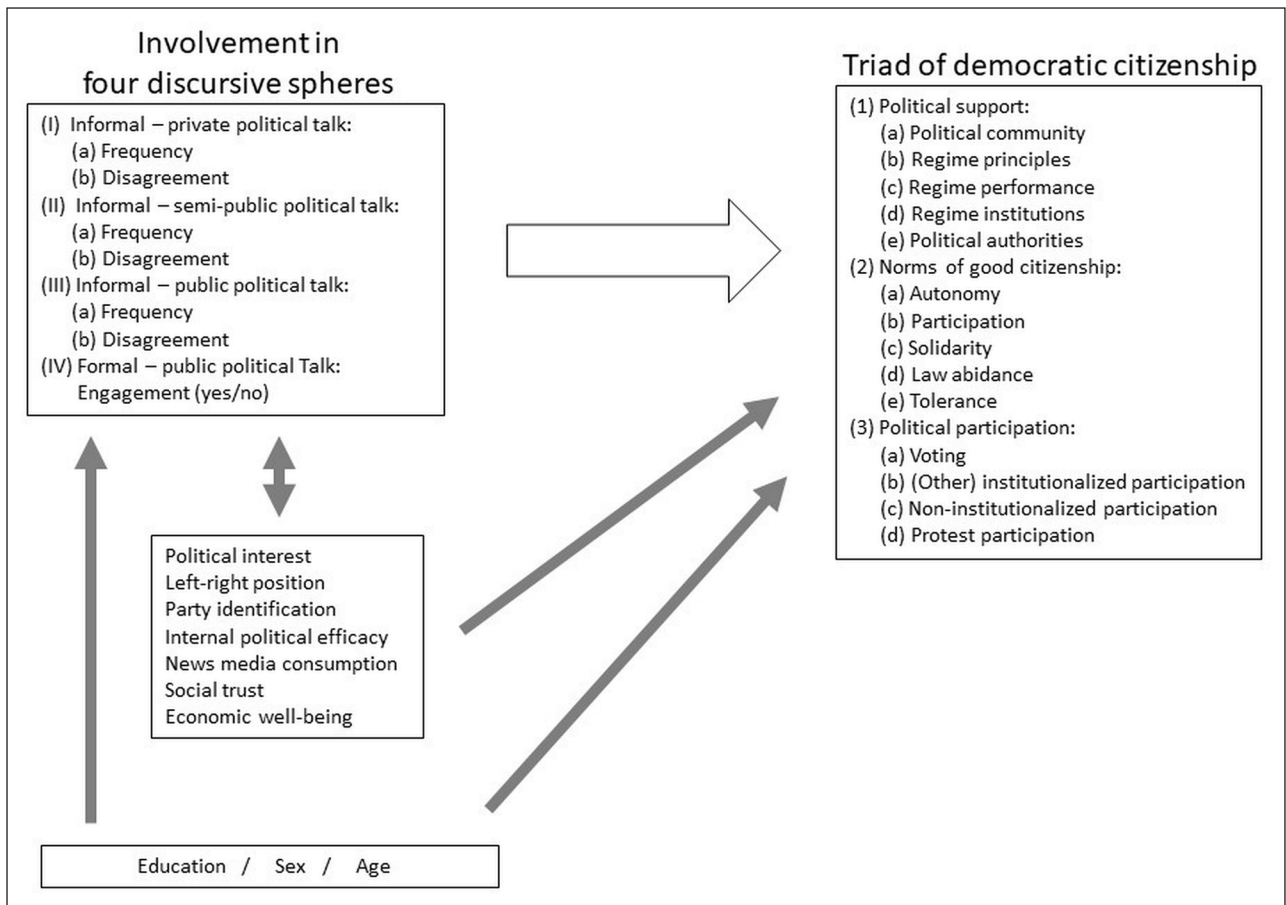 Involvement in
four discursive spheres
(I) Informal – private political talk:
(a) Frequency
(b) Disagreement
(II) Informal – semi-public political talk:
(a) Frequency
(b) Disagreement
(III) Informal – public political talk:
(a) Frequency
(b) Disagreement
(IV) Formal – public political Talk:
Engagement (yes/no)
Political interest
Left-right position
Party identification
Internal political efficacy
News media consumption
Social trust
Economic well-being
Education / Sex / Age
Triad of democratic citizenship
(1) Political support:
(a) Political community
(b) Regime principles
(c) Regime performance
(d) Regime institutions
(e) Political authorities
(2) Norms of good citizenship:
(a) Autonomy
(b) Participation
(c) Solidarity
(d) Law abidance
(e) Tolerance
(3) Political participation:
(a) Voting
(b) (Other) institutionalized participation
(c) Non-institutionalized participation
(d) Protest participation